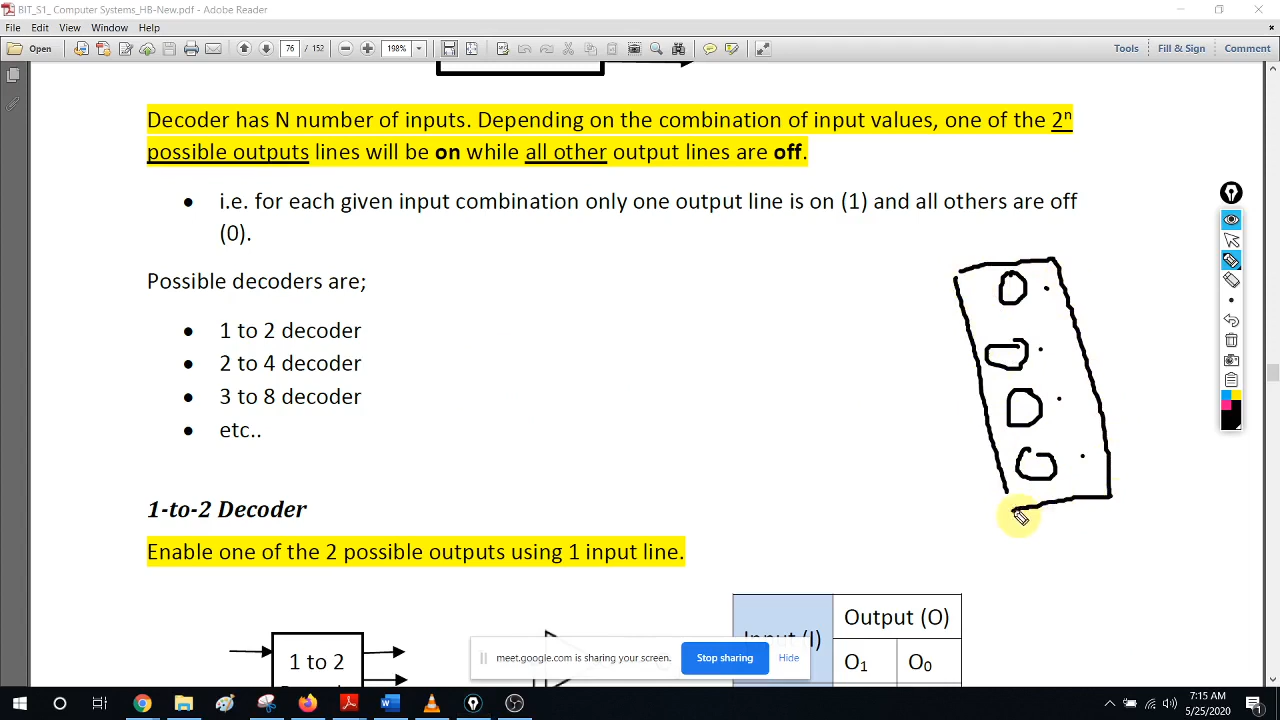 BIT_S1_ Computer Systems_HB-New.pdf - Adobe Reader
File Edit View Window Help
Open 76 / 152 198% Tools Fill & Sign Comment
Decoder has N number of inputs. Depending on the combination of input values, one of the 2ⁿ
possible outputs lines will be on while all other output lines are off.
• i.e. for each given input combination only one output line is on (1) and all others are off
(0).
Possible decoders are;
• 1 to 2 decoder
• 2 to 4 decoder
• 3 to 8 decoder
• etc..
1-to-2 Decoder
Enable one of the 2 possible outputs using 1 input line.
Output (O)
Input (I)
1 to 2
O₁ O₀
meet.google.com is sharing your screen. Stop sharing Hide
7:15 AM
5/25/2020